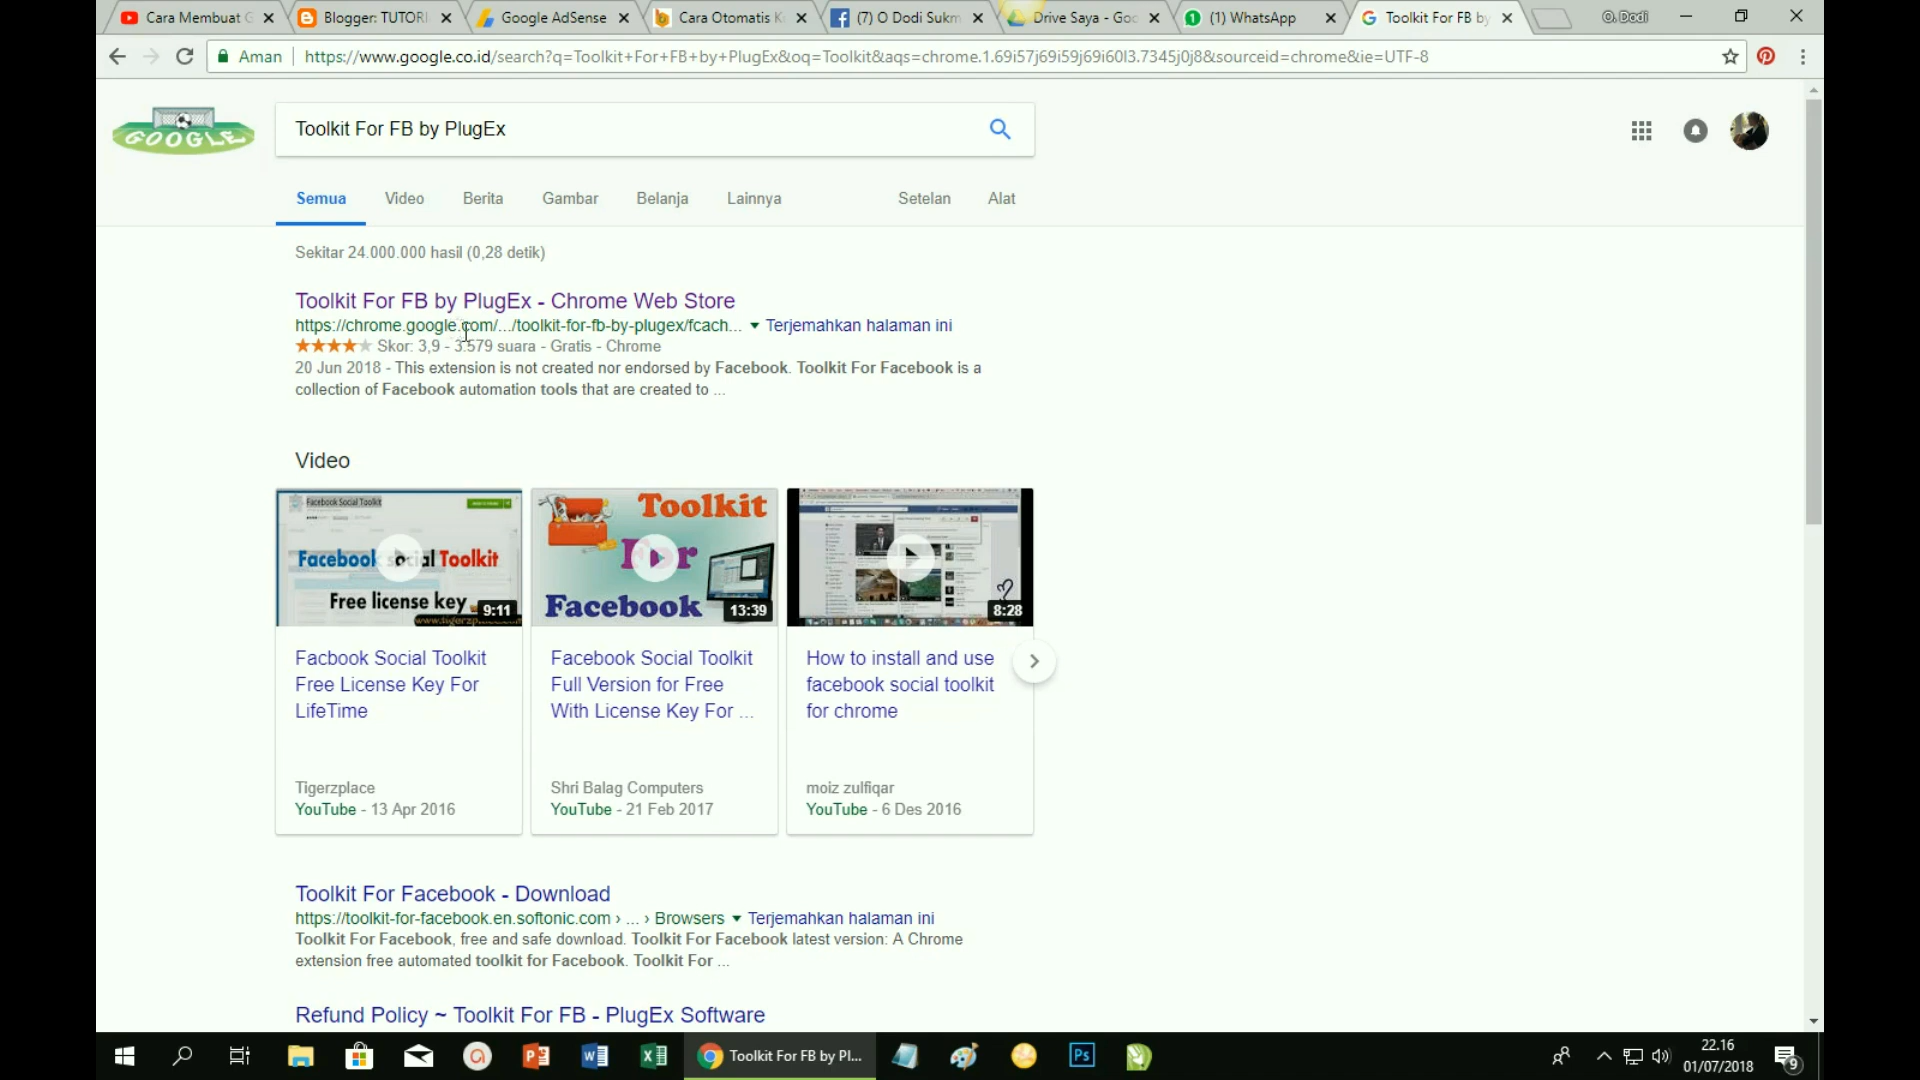 Cara Membuat G
Blogger: TUTORI
Google AdSense
Cara Otomatis K
(7) O Dodi Sukm
Drive Saya - Goo
(1) WhatsApp
Toolkit For FB by
O. Dodi
Aman
https://www.google.co.id/search?q=Toolkit+For+FB+by+PlugEx&oq=Toolkit&aqs=chrome.1.69i57j69i59j69i60l3.7345j0j8&sourceid=chrome&ie=UTF-8
GOOGLE
Toolkit For FB by PlugEx
Semua Video Berita Gambar Belanja Lainnya Setelan Alat
Sekitar 24.000.000 hasil (0,28 detik)
Toolkit For FB by PlugEx - Chrome Web Store
https://chrome.google.com/.../toolkit-for-fb-by-plugex/fcach... Terjemahkan halaman ini
Skor: 3,9 - 3.579 suara - Gratis - Chrome
20 Jun 2018 - This extension is not created nor endorsed by Facebook. Toolkit For Facebook is a
collection of Facebook automation tools that are created to ...
Video
Facebook Social Toolkit
Facebook social Toolkit
Free license key
9:11
Toolkit
For
Facebook
13:39
8:28
Facbook Social Toolkit
Free License Key For
LifeTime
Tigerzplace
YouTube - 13 Apr 2016
Facebook Social Toolkit
Full Version for Free
With License Key For ...
Shri Balag Computers
YouTube - 21 Feb 2017
How to install and use
facebook social toolkit
for chrome
moiz zulfiqar
YouTube - 6 Des 2016
Toolkit For Facebook - Download
https://toolkit-for-facebook.en.softonic.com › ... › Browsers Terjemahkan halaman ini
Toolkit For Facebook, free and safe download. Toolkit For Facebook latest version: A Chrome
extension free automated toolkit for Facebook. Toolkit For ...
Refund Policy ~ Toolkit For FB - PlugEx Software
Toolkit For FB by Pl...
Ps
22.16
01/07/2018
9